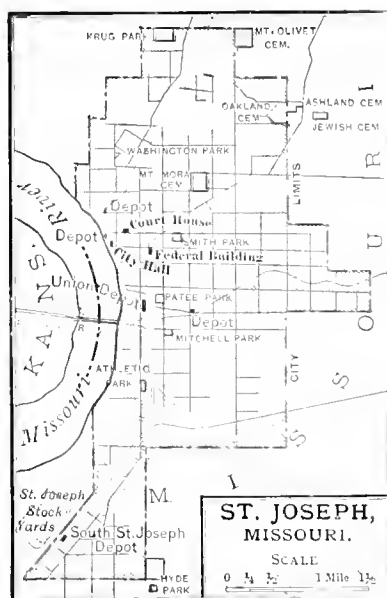 KRUG PARK
MT. OLIVET
CEM.
OAKLAND
CEM.
ASHLAND CEM.
JEWISH CEM.
WASHINGTON PARK
MT. MORA
CEM.
LIMITS
Depot
Court House
Depot
SMITH PARK
City Hall
Federal Building
Union Depot
PATEE PARK
Depot
MITCHELL PARK
R
KANS.
Missouri River
ATHLETIC
PARK
CITY
MISSOURI
St. Joseph
Stock
Yards
South St. Joseph
Depot
HYDE
PARK
ST. JOSEPH,
MISSOURI.
SCALE
0 ¼ ½ 1 Mile 1½